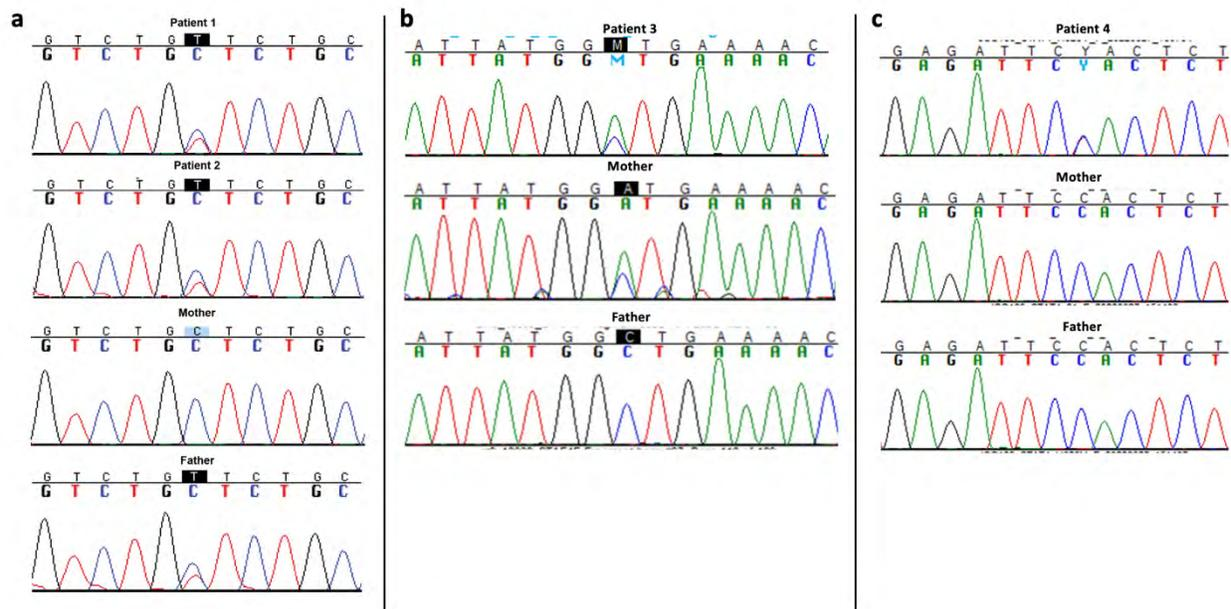 a
Patient 1
G T C T G T T C T G C
G T C T G C T C T G C
Patient 2
G T C T G T T C T G C
G T C T G C T C T G C
Mother
G T C T G C T C T G C
G T C T G C T C T G C
Father
G T C T G T T C T G C
G T C T G C T C T G C
b
Patient 3
A T T A T G G M T G A A A A C
A T T A T G G M T G A A A A C
Mother
A T T A T G G A T G A A A A C
A T T A T G G A T G A A A A C
Father
A T T A T G G C T G A A A A C
A T T A T G G C T G A A A A C
c
Patient 4
G A G A T T C Y A C T C T
G A G A T T C Y A C T C T
Mother
G A G A T T C C A C T C T
G A G A T T C C A C T C T
Father
G A G A T T C C A C T C T
G A G A T T C C A C T C T